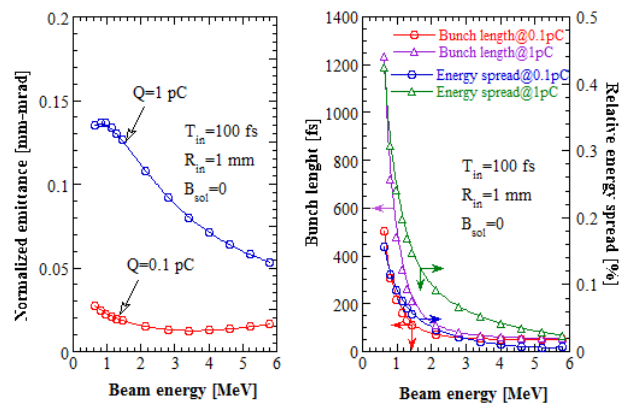 0.2
0.15
0.1
0.05
0
Normalized emittance [mm-mrad]
Q=1 pC
T_in=100 fs
R_in=1 mm
B_sol=0
Q=0.1 pC
0 1 2 3 4 5 6
Beam energy [MeV]
1400
1200
1000
800
600
400
200
0
Bunch lenght [fs]
Bunch length@0.1pC
Bunch length@1pC
Energy spread@0.1pC
Energy spread@1pC
T_in=100 fs
R_in=1 mm
B_sol=0
0.5
0.4
0.3
0.2
0.1
0
Relative energy spread [%]
0 1 2 3 4 5 6
Beam energy [MeV]